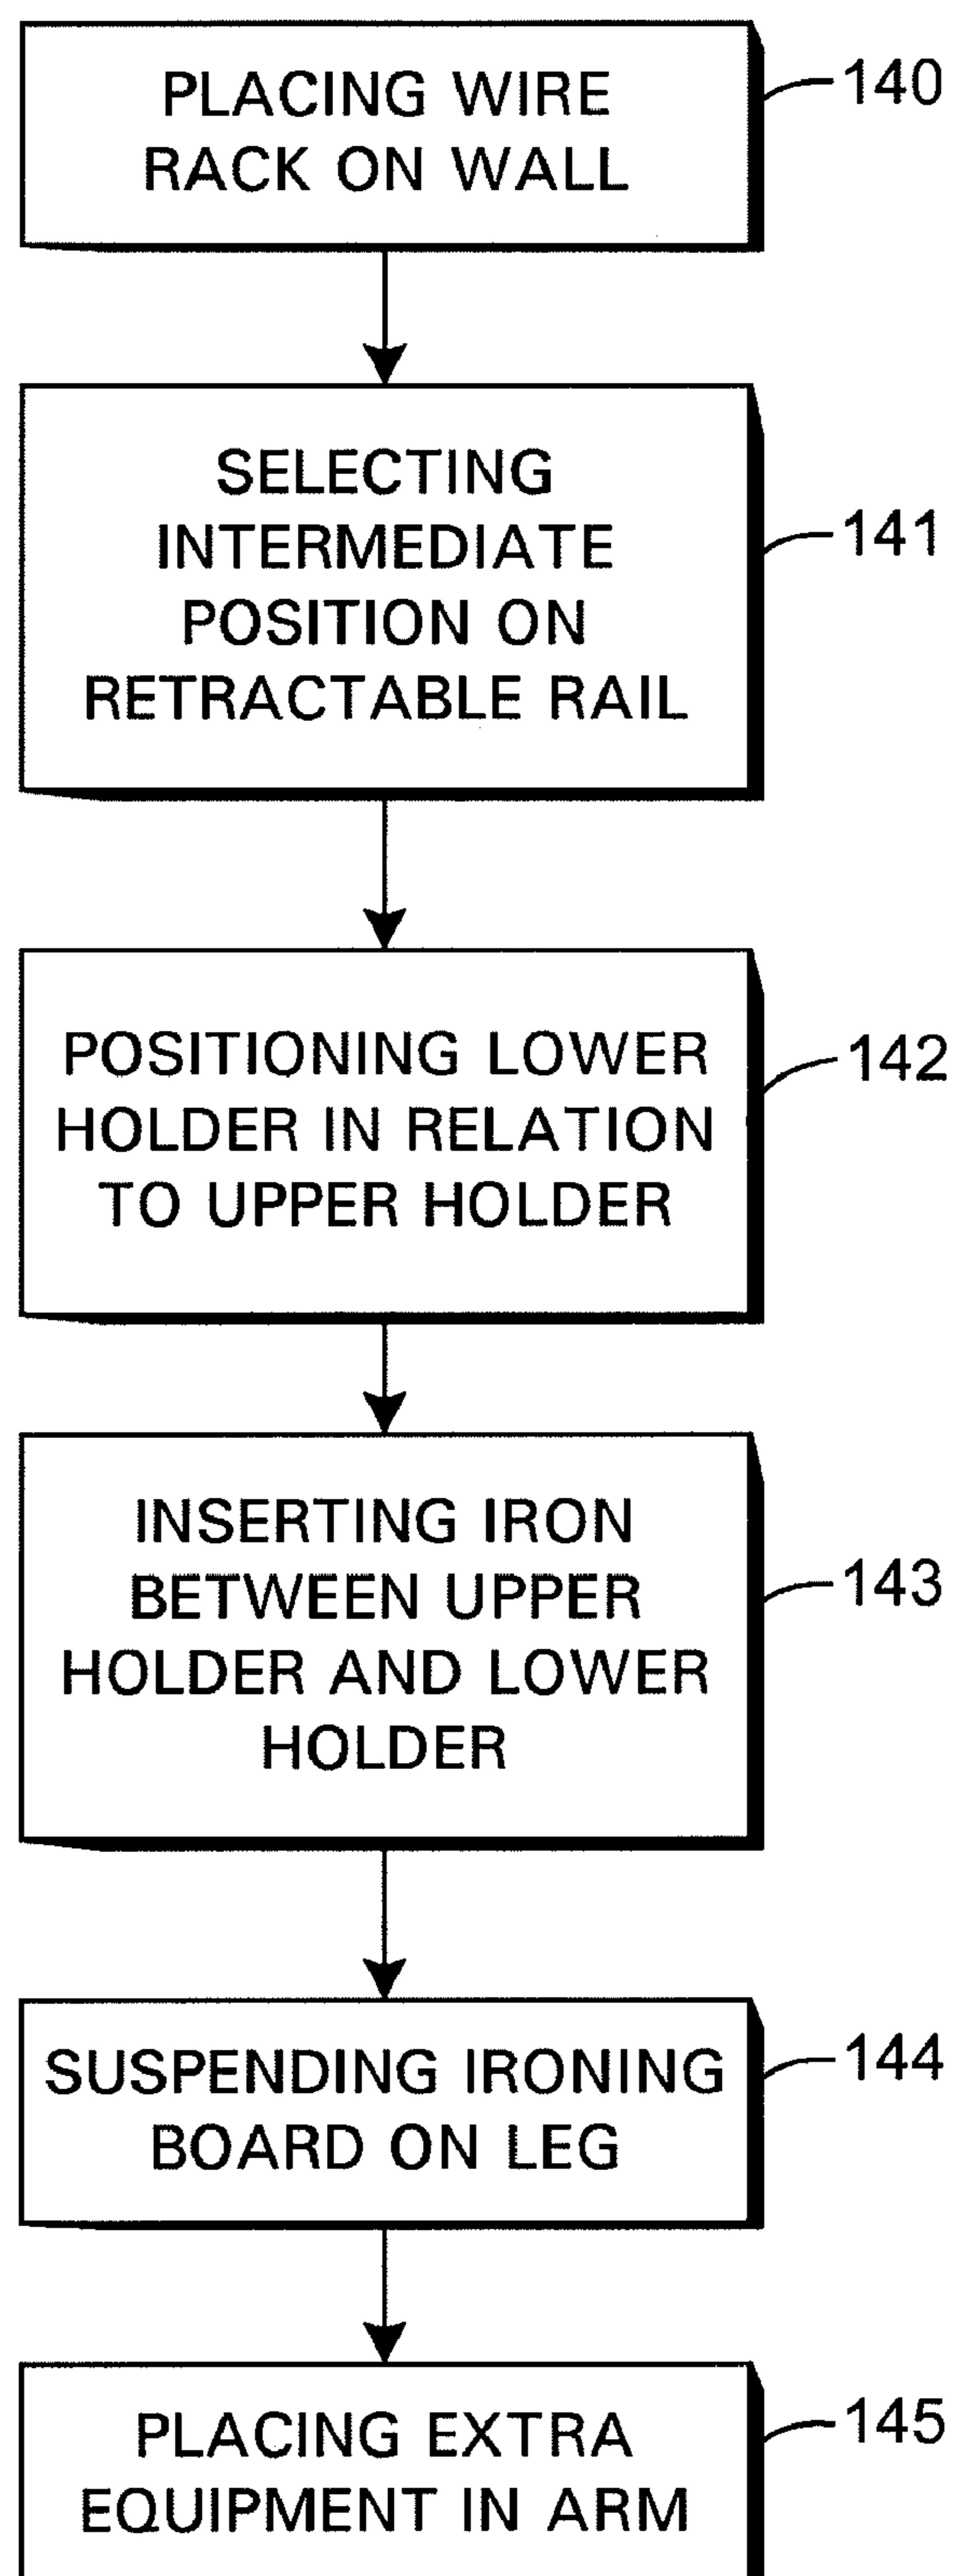 PLACING WIRE
RACK ON WALL
140
SELECTING
INTERMEDIATE
POSITION ON
RETRACTABLE RAIL
141
POSITIONING LOWER
HOLDER IN RELATION
TO UPPER HOLDER
142
INSERTING IRON
BETWEEN UPPER
HOLDER AND LOWER
HOLDER
143
SUSPENDING IRONING
BOARD ON LEG
144
PLACING EXTRA
EQUIPMENT IN ARM
145